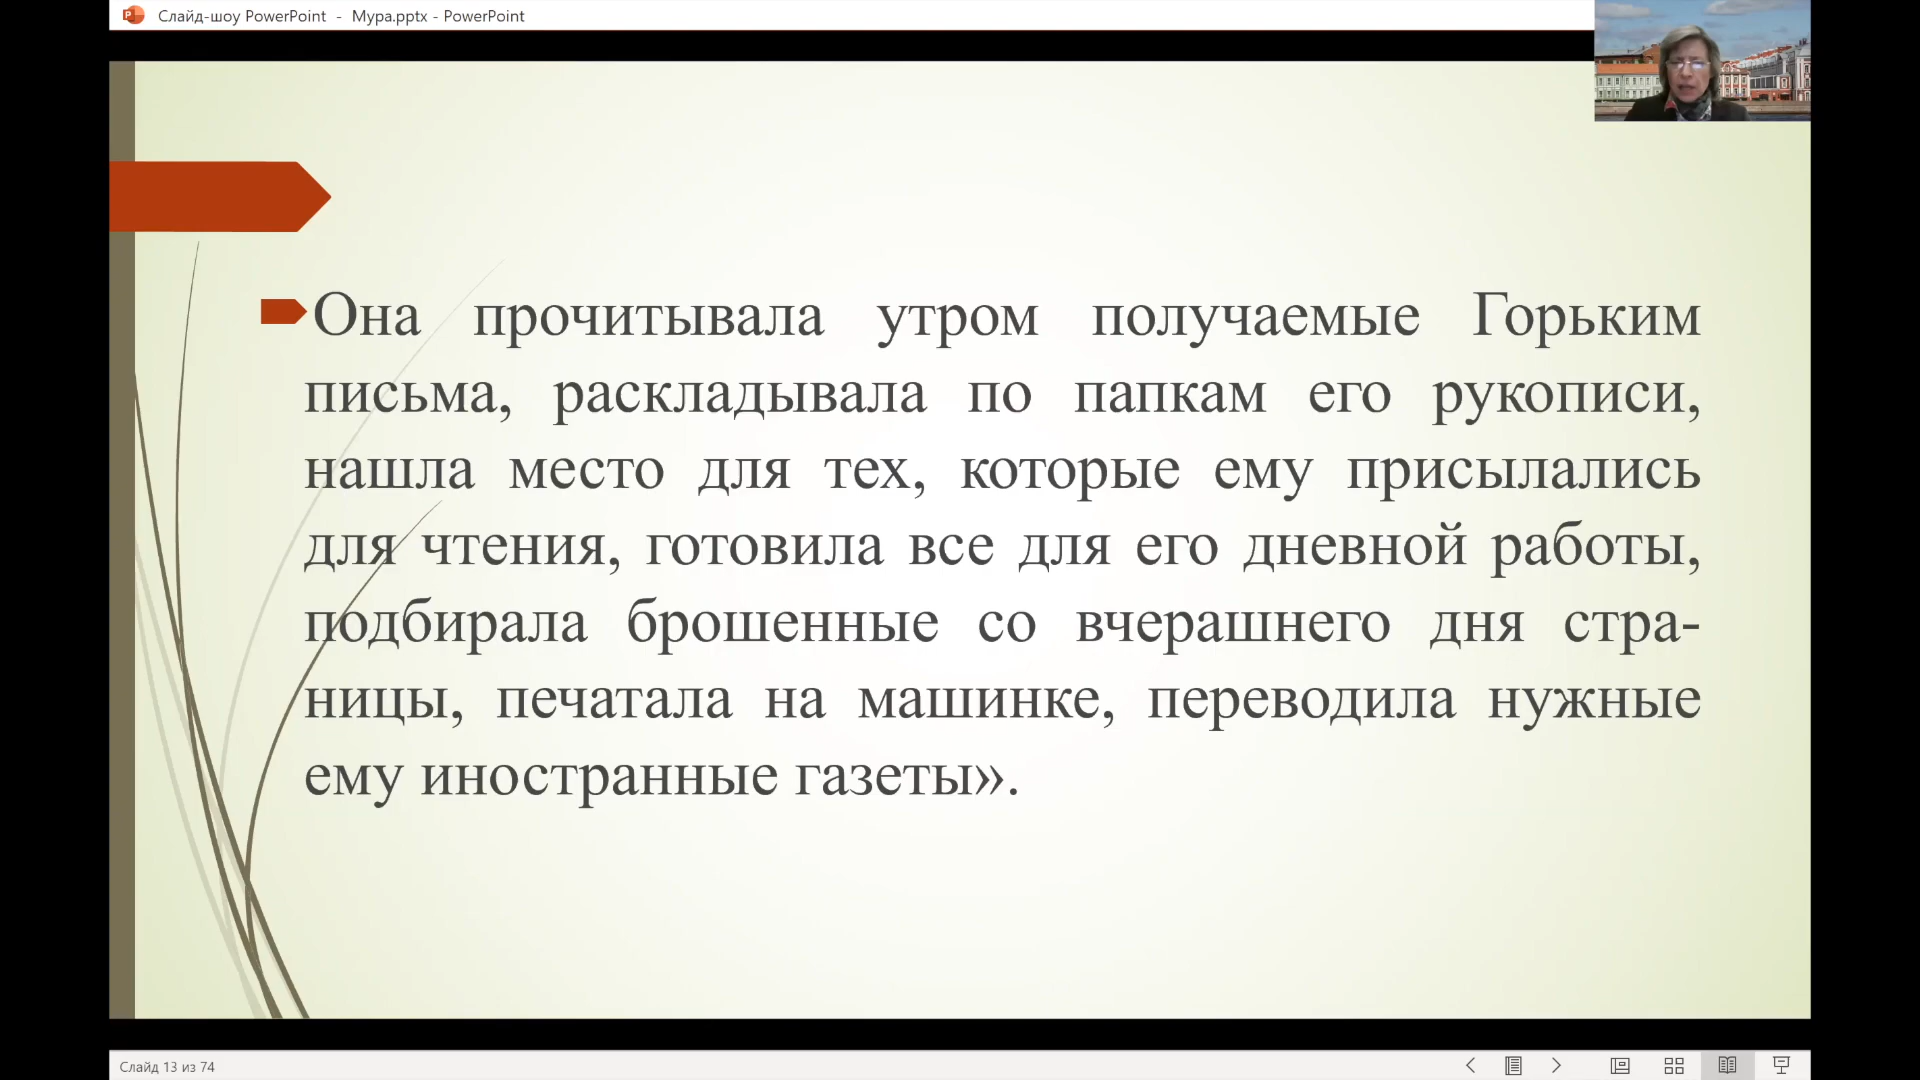 Слайд-шоу PowerPoint - Мура.pptx - PowerPoint
Она прочитывала утром получаемые Горьким
письма, раскладывала по папкам его рукописи,
нашла место для тех, которые ему присылались
для чтения, готовила все для его дневной работы,
подбирала брошенные со вчерашнего дня стра-
ницы, печатала на машинке, переводила нужные
ему иностранные газеты».
Слайд 13 из 74